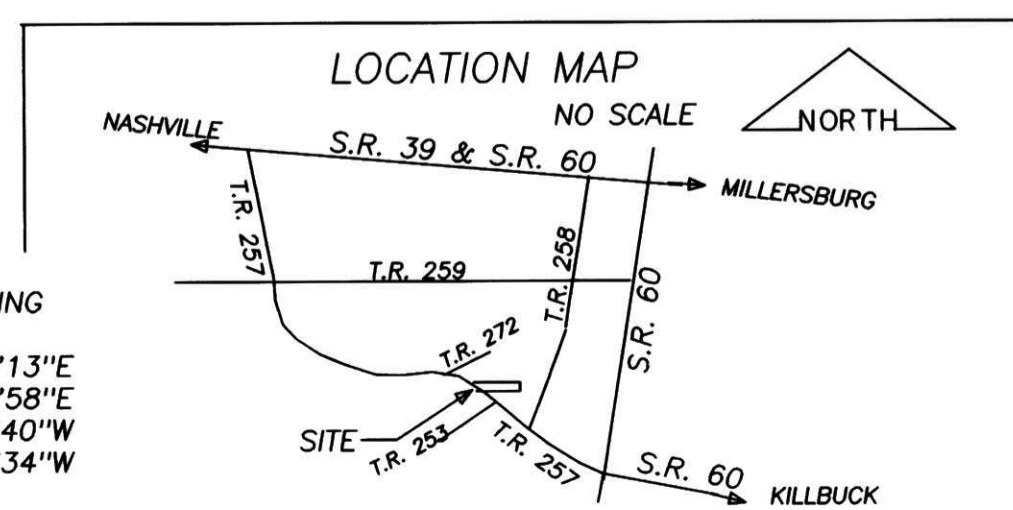 LOCATION MAP
NO SCALE
NORTH
NASHVILLE
S.R. 39 & S.R. 60
MILLERSBURG
T.R. 257
T.R. 258
T.R. 259
S.R. 60
T.R. 272
SITE
T.R. 253
T.R. 257
S.R. 60
KILLBUCK
ING
'13"E
'58"E
40"W
34"W